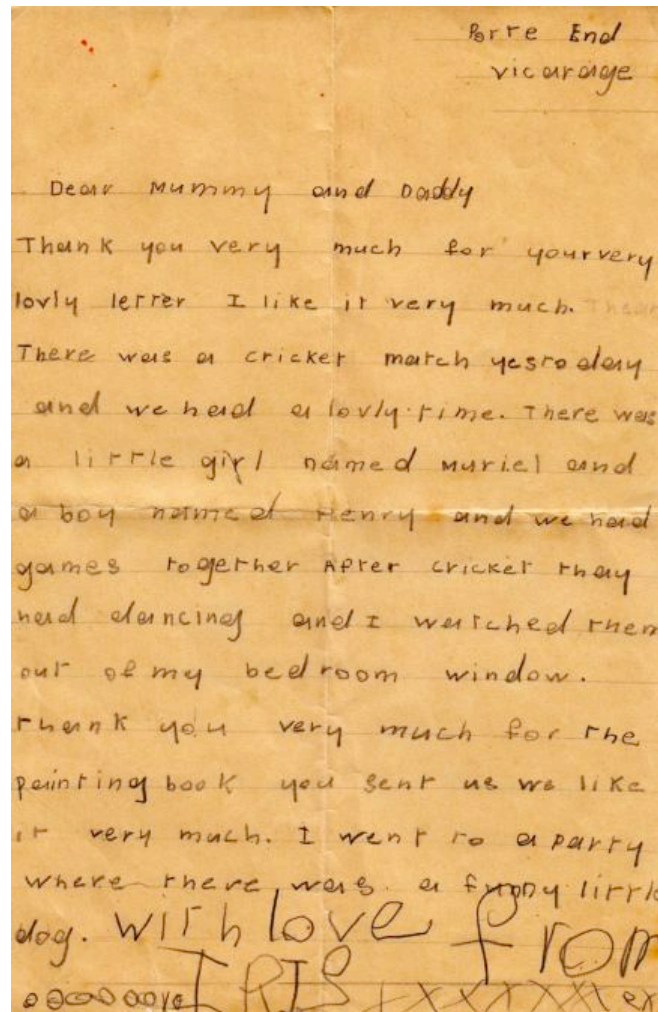 Potte End
vicarage
Dear Mummy and Daddy
Thank you very much for yourvery
lovly letter I like it very much.
There was a cricket match yestoday
and we had a lovly time. There was
a little girl named Muriel and
a boy named Henry and we had
games together After cricket thay
had dancing and I watched them
out of my bedroom window.
thank you very much for the
painting book you sent us we like
it very much. I went to a party
where there was a funny little
dog. with love from
IRIS